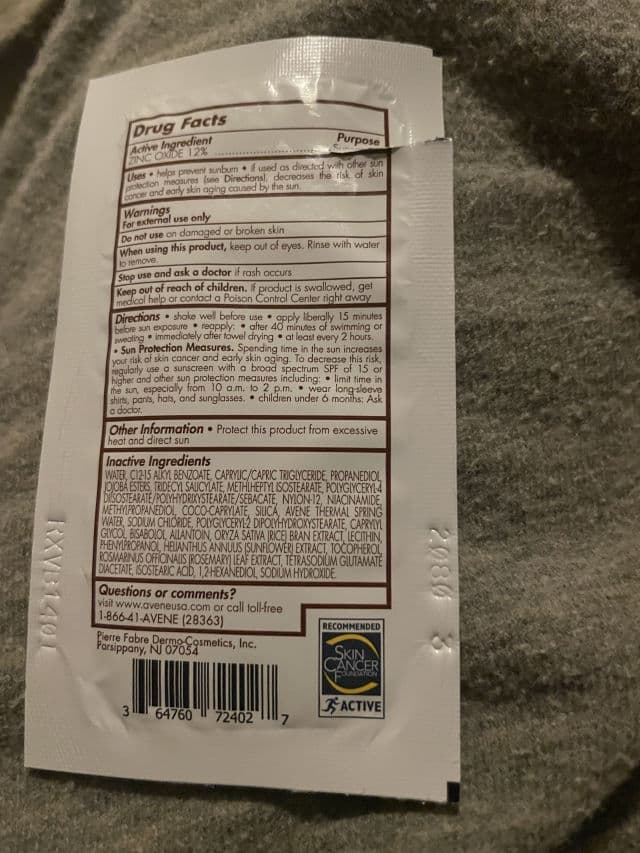 Drug Facts
Active Ingredient Purpose
ZINC OXIDE 12%
Uses • helps prevent sunburn • if used as directed with other sun
protection measures (see Directions), decreases the risk of skin
cancer and early skin aging caused by the sun.
Warnings
For external use only
Do not use on damaged or broken skin
When using this product, keep out of eyes. Rinse with water
to remove.
Stop use and ask a doctor if rash occurs
Keep out of reach of children. If product is swallowed, get
medical help or contact a Poison Control Center right away
Directions • shake well before use • apply liberally 15 minutes
before sun exposure • reapply: • after 40 minutes of swimming or
sweating • immediately after towel drying • at least every 2 hours.
• Sun Protection Measures. Spending time in the sun increases
your risk of skin cancer and early skin aging. To decrease this risk,
regularly use a sunscreen with a broad spectrum SPF of 15 or
higher and other sun protection measures including: • limit time in
the sun, especially from 10 a.m. to 2 p.m. • wear long-sleeve
shirts, pants, hats, and sunglasses. • children under 6 months: Ask
a doctor.
Other Information • Protect this product from excessive
heat and direct sun
Inactive Ingredients
WATER, C12-15 ALKYL BENZOATE, CAPRYLIC/CAPRIC TRIGLYCERIDE, PROPANEDIOL,
JOJOBA ESTERS, TRIDECYL SALICYLATE, METHYLHEPTYL ISOSTEARATE, POLYGLYCERYL-4
DIISOSTEARATE/POLYHYDROXYSTEARATE/SEBACATE, NYLON-12, NIACINAMIDE,
METHYLPROPANEDIOL, COCO-CAPRYLATE, SILICA, AVENE THERMAL SPRING
WATER, SODIUM CHLORIDE, POLYGLYCERYL-2 DIPOLYHYDROXYSTEARATE, CAPRYLYL
GLYCOL, BISABOLOL, ALLANTOIN, ORYZA SATIVA (RICE) BRAN EXTRACT, LECITHIN,
PHENYLPROPANOL, HELIANTHUS ANNUUS (SUNFLOWER) EXTRACT, TOCOPHEROL,
ROSMARINUS OFFICINALIS (ROSEMARY) LEAF EXTRACT, TETRASODIUM GLUTAMATE
DIACETATE, ISOSTEARIC ACID, 1,2-HEXANEDIOL, SODIUM HYDROXIDE.
Questions or comments?
visit www.aveneusa.com or call toll-free
1-866-41-AVENE (28363)
Pierre Fabre Dermo-Cosmetics, Inc.
Parsippany, NJ 07054
RECOMMENDED
SKIN
CANCER
FOUNDATION
ACTIVE
3 64760 72402 7